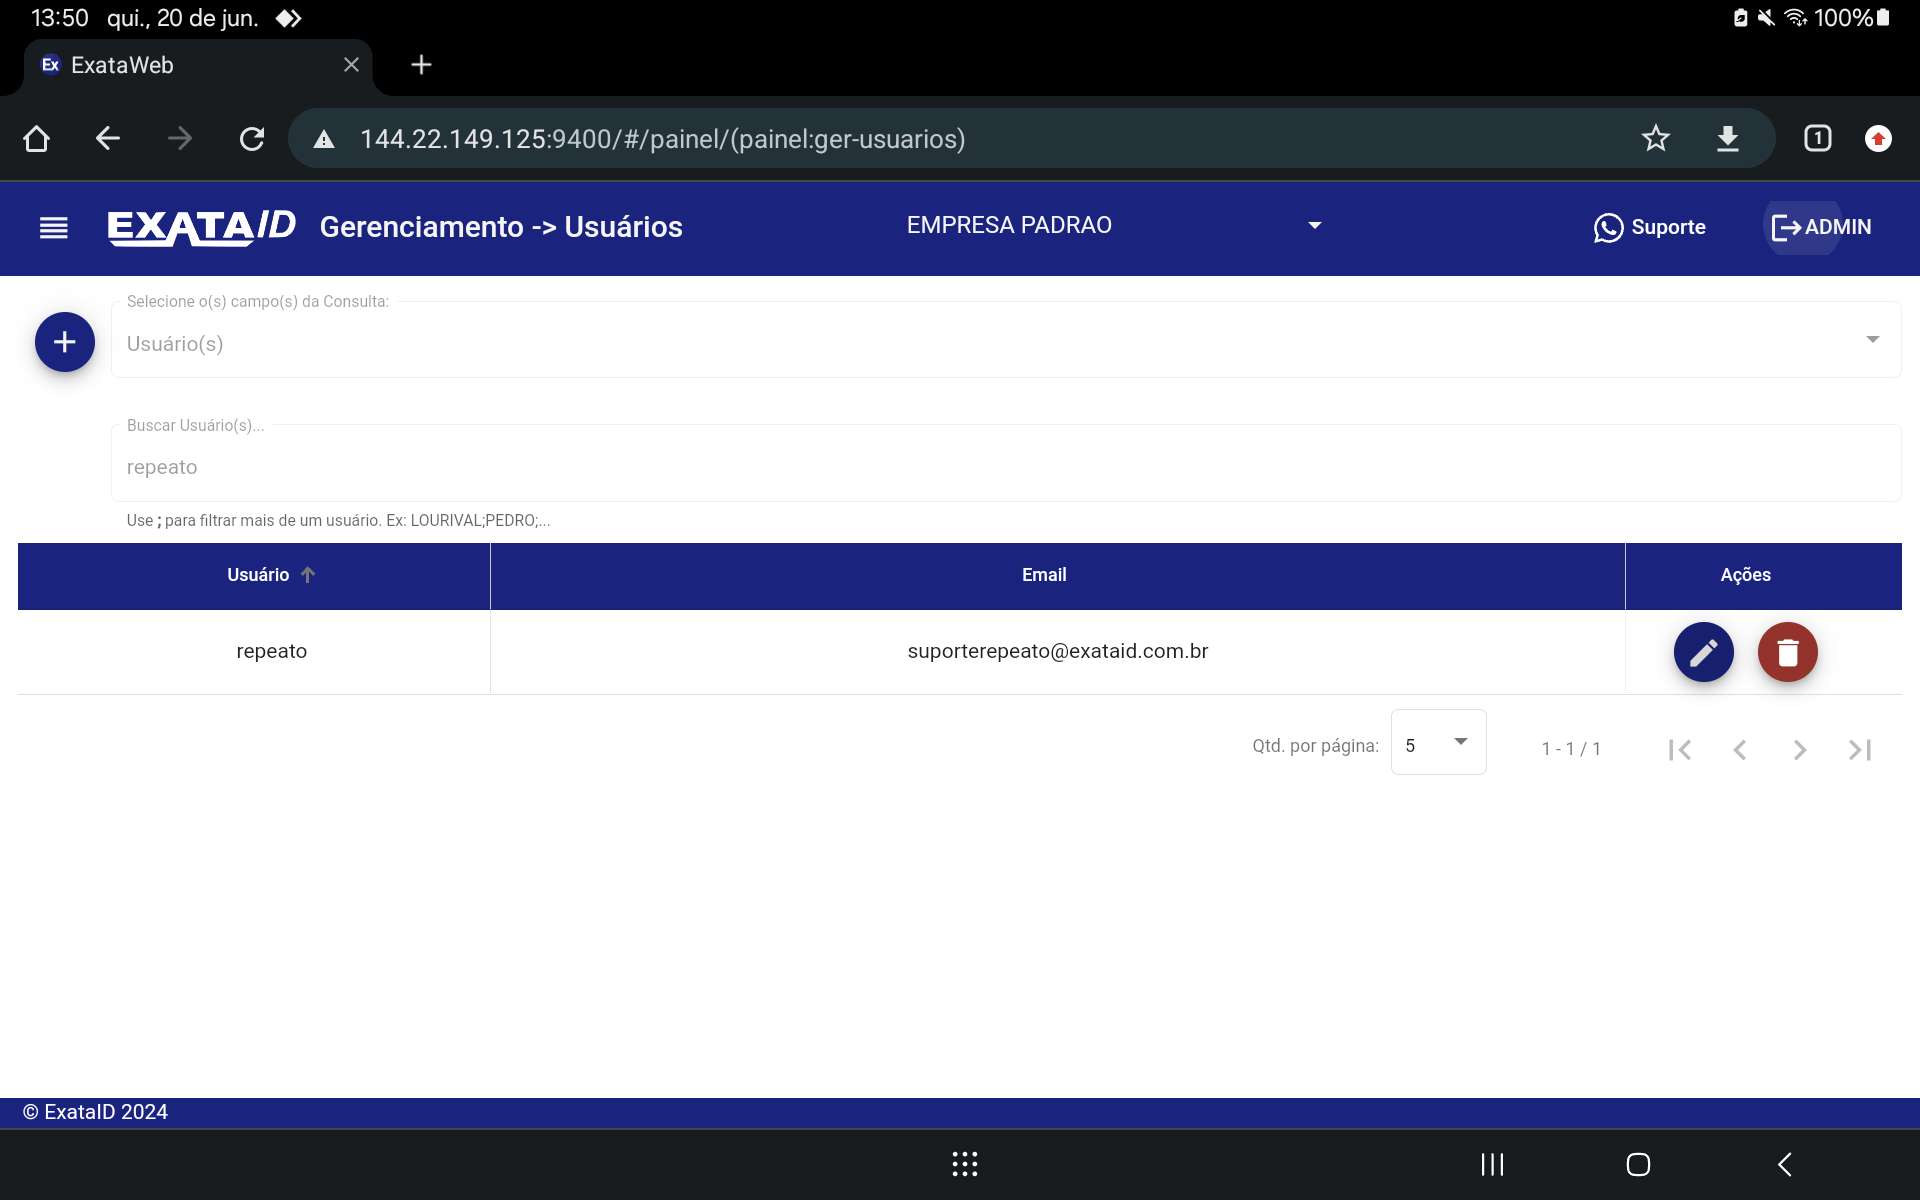 13:50 qui., 20 de jun. 100%
Ex ExataWeb
144.22.149.125:9400/#/painel/(painel:ger-usuarios) 1
EXATAID Gerenciamento -> Usuários EMPRESA PADRAO Suporte ADMIN
Selecione o(s) campo(s) da Consulta:
Usuário(s)
Buscar Usuário(s)...
repeato
Use ; para filtrar mais de um usuário. Ex: LOURIVAL;PEDRO;...
Usuário Email Ações
repeato suporterepeato@exataid.com.br
Qtd. por página: 5 1 - 1 / 1
© ExataID 2024